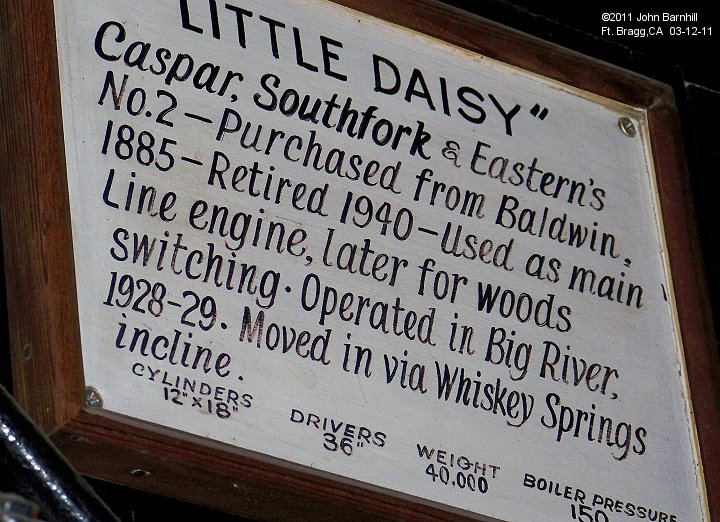 ©2011 John Barnhill
Ft. Bragg,CA 03-12-11
LITTLE DAISY"
Caspar, Southfork & Eastern's
No.2-Purchased from Baldwin,
1885-Retired 1940-Used as main
Line engine, later for woods
switching. Operated in Big River,
1928-29. Moved in via Whiskey Springs
incline.
CYLINDERS
12"x18"
DRIVERS
36"
WEIGHT
40.000
BOILER PRESSURE
150